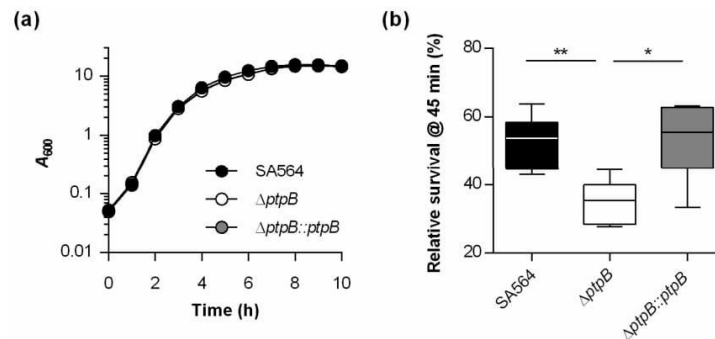 (a)
A600
10
1
0.1
0.01
0
2
4
6
8
10
Time (h)
SA564
ΔptpB
ΔptpB::ptpB
(b)
Relative survival @ 45 min (%)
80
60
40
20
**
*
SA564
ΔptpB
ΔptpB::ptpB